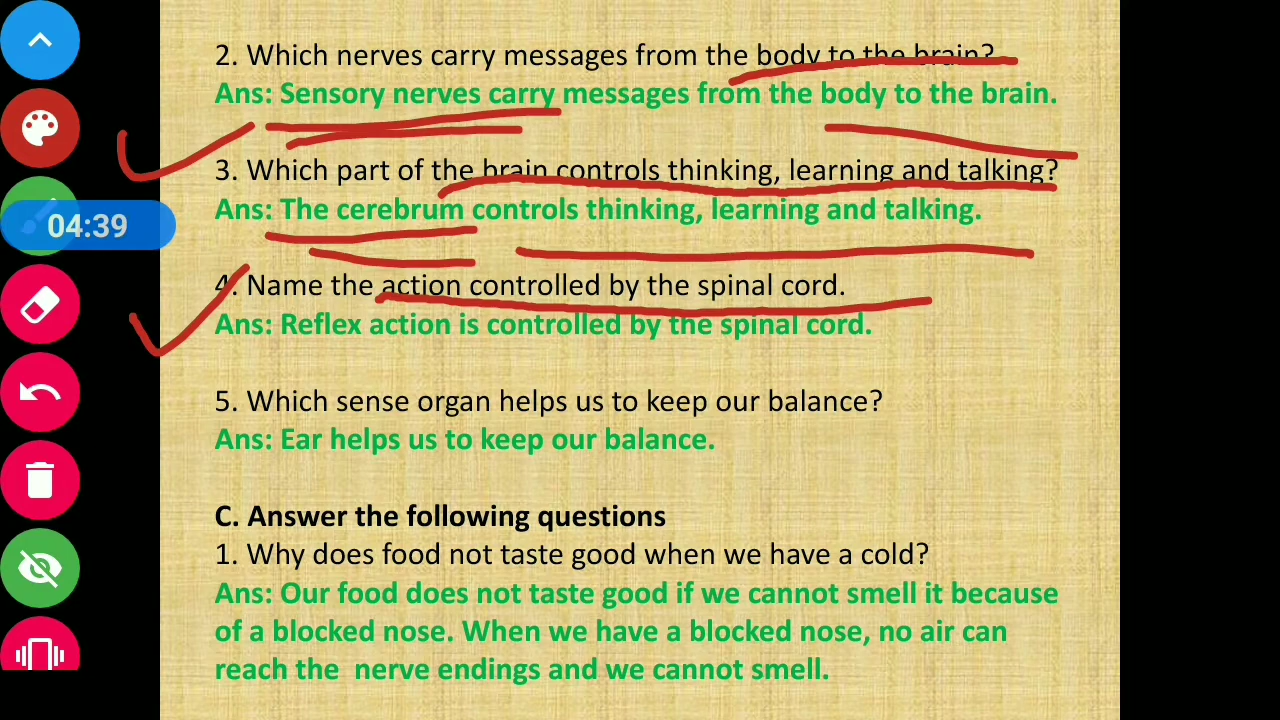 2. Which nerves carry messages from the body to the brain?
Ans: Sensory nerves carry messages from the body to the brain.
3. Which part of the brain controls thinking, learning and talking?
Ans: The cerebrum controls thinking, learning and talking.
04:39
4. Name the action controlled by the spinal cord.
Ans: Reflex action is controlled by the spinal cord.
5. Which sense organ helps us to keep our balance?
Ans: Ear helps us to keep our balance.
C. Answer the following questions
1. Why does food not taste good when we have a cold?
Ans: Our food does not taste good if we cannot smell it because
of a blocked nose. When we have a blocked nose, no air can
reach the  nerve endings and we cannot smell.